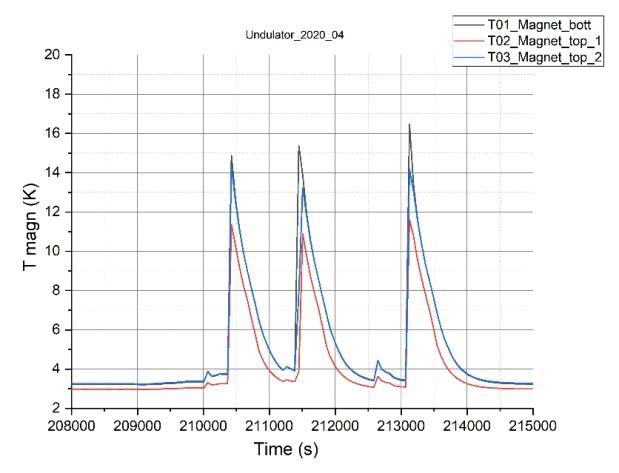 Undulator_2020_04
T01_Magnet_bott
T02_Magnet_top_1
T03_Magnet_top_2
20
18
16
14
12
10
8
6
4
2
T magn (K)
208000 209000 210000 211000 212000 213000 214000 215000
Time (s)